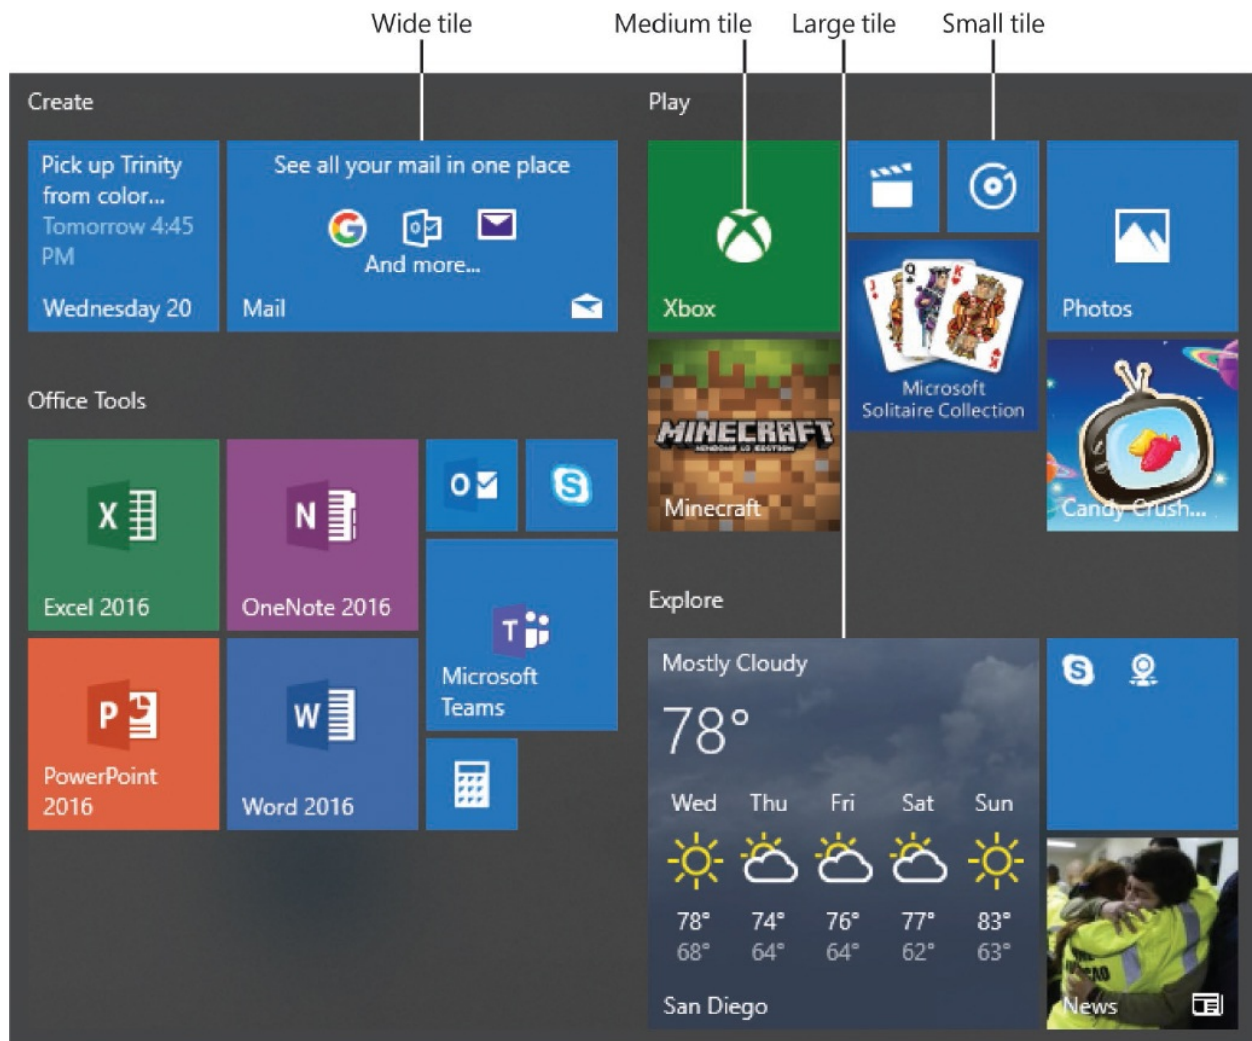 Wide tile
Medium tile
Large tile
Small tile
Create
Pick up Trinity
from color...
Tomorrow 4:45
PM
Wednesday 20
See all your mail in one place
And more...
Mail
Office Tools
Excel 2016
OneNote 2016
Microsoft
Teams
PowerPoint
2016
Word 2016
Play
Xbox
Microsoft
Solitaire Collection
Photos
MINECRAFT
WINDOWS 10 EDITION
Minecraft
Candy Crush...
Explore
Mostly Cloudy
78°
Wed Thu Fri Sat Sun
78° 74° 76° 77° 83°
68° 64° 64° 62° 63°
San Diego
News